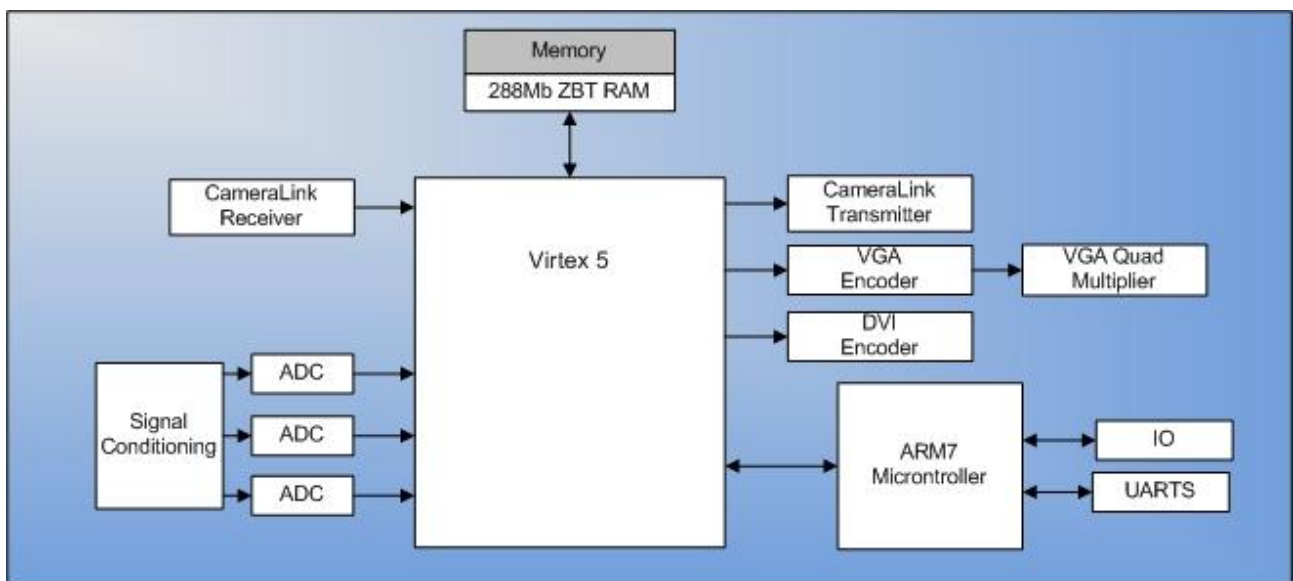 Memory
288Mb ZBT RAM
CameraLink
Receiver
Virtex 5
CameraLink
Transmitter
VGA
Encoder
VGA Quad
Multiplier
DVI
Encoder
Signal
Conditioning
ADC
ADC
ADC
ARM7
Microntroller
IO
UARTS